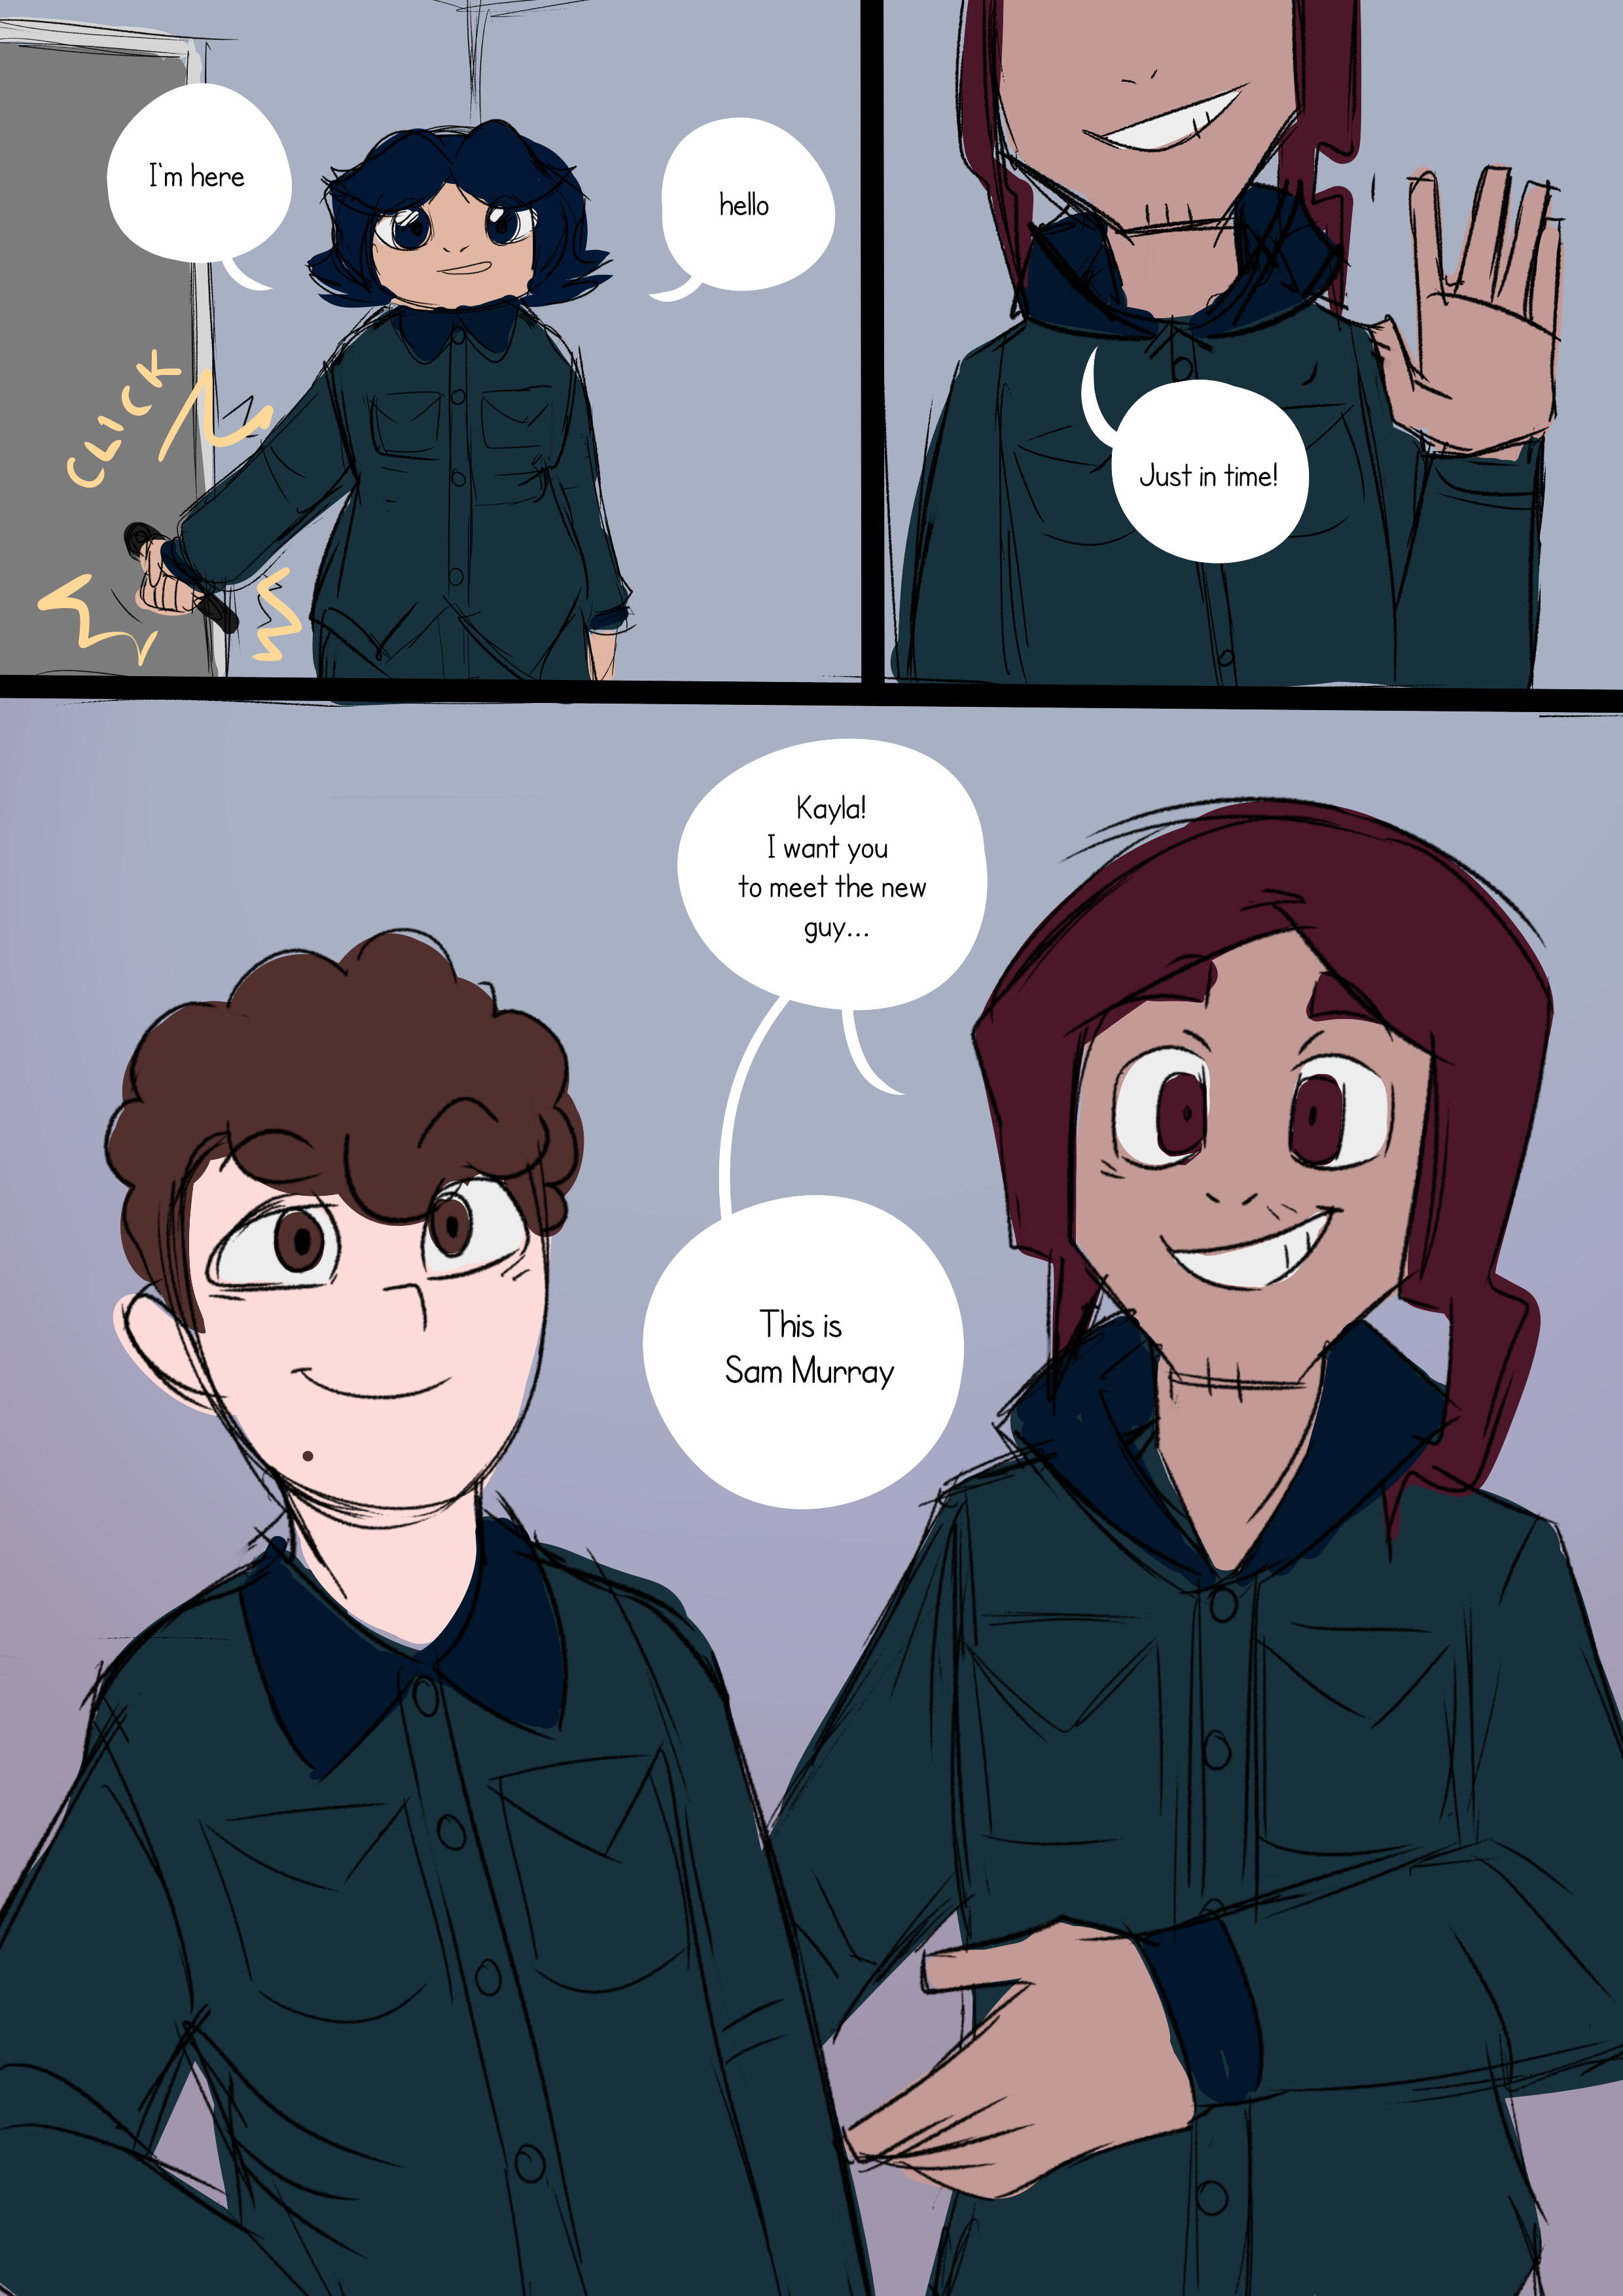 I'm here
hello
CLICK
Just in time!
Kayla!
I want you
to meet the new
guy...
This is
Sam Murray